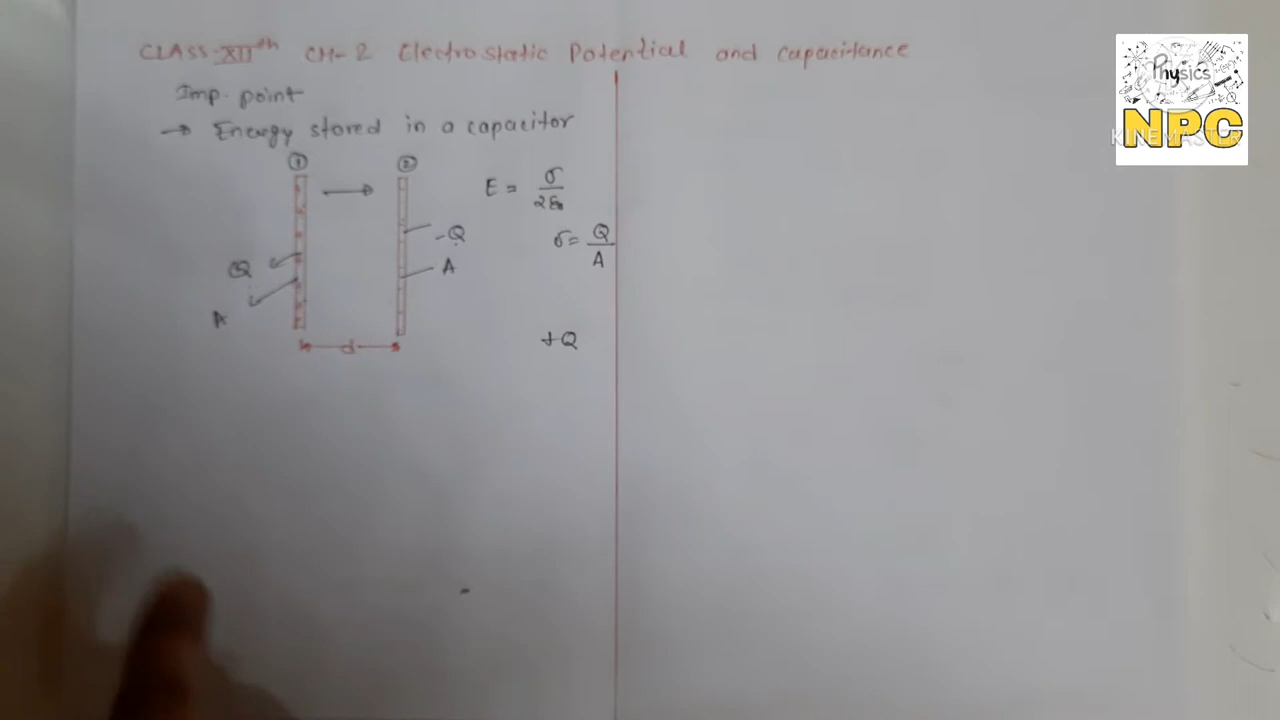 CLASS-XIIth CH-2 Electrostatic Potential and Capacitance
Imp. point
→ Energy stored in a capacitor
① ②
E = σ/2ε₀
-Q
σ = Q/A
Q
A
A
+Q
d
Physics
NPC
KINEMASTER